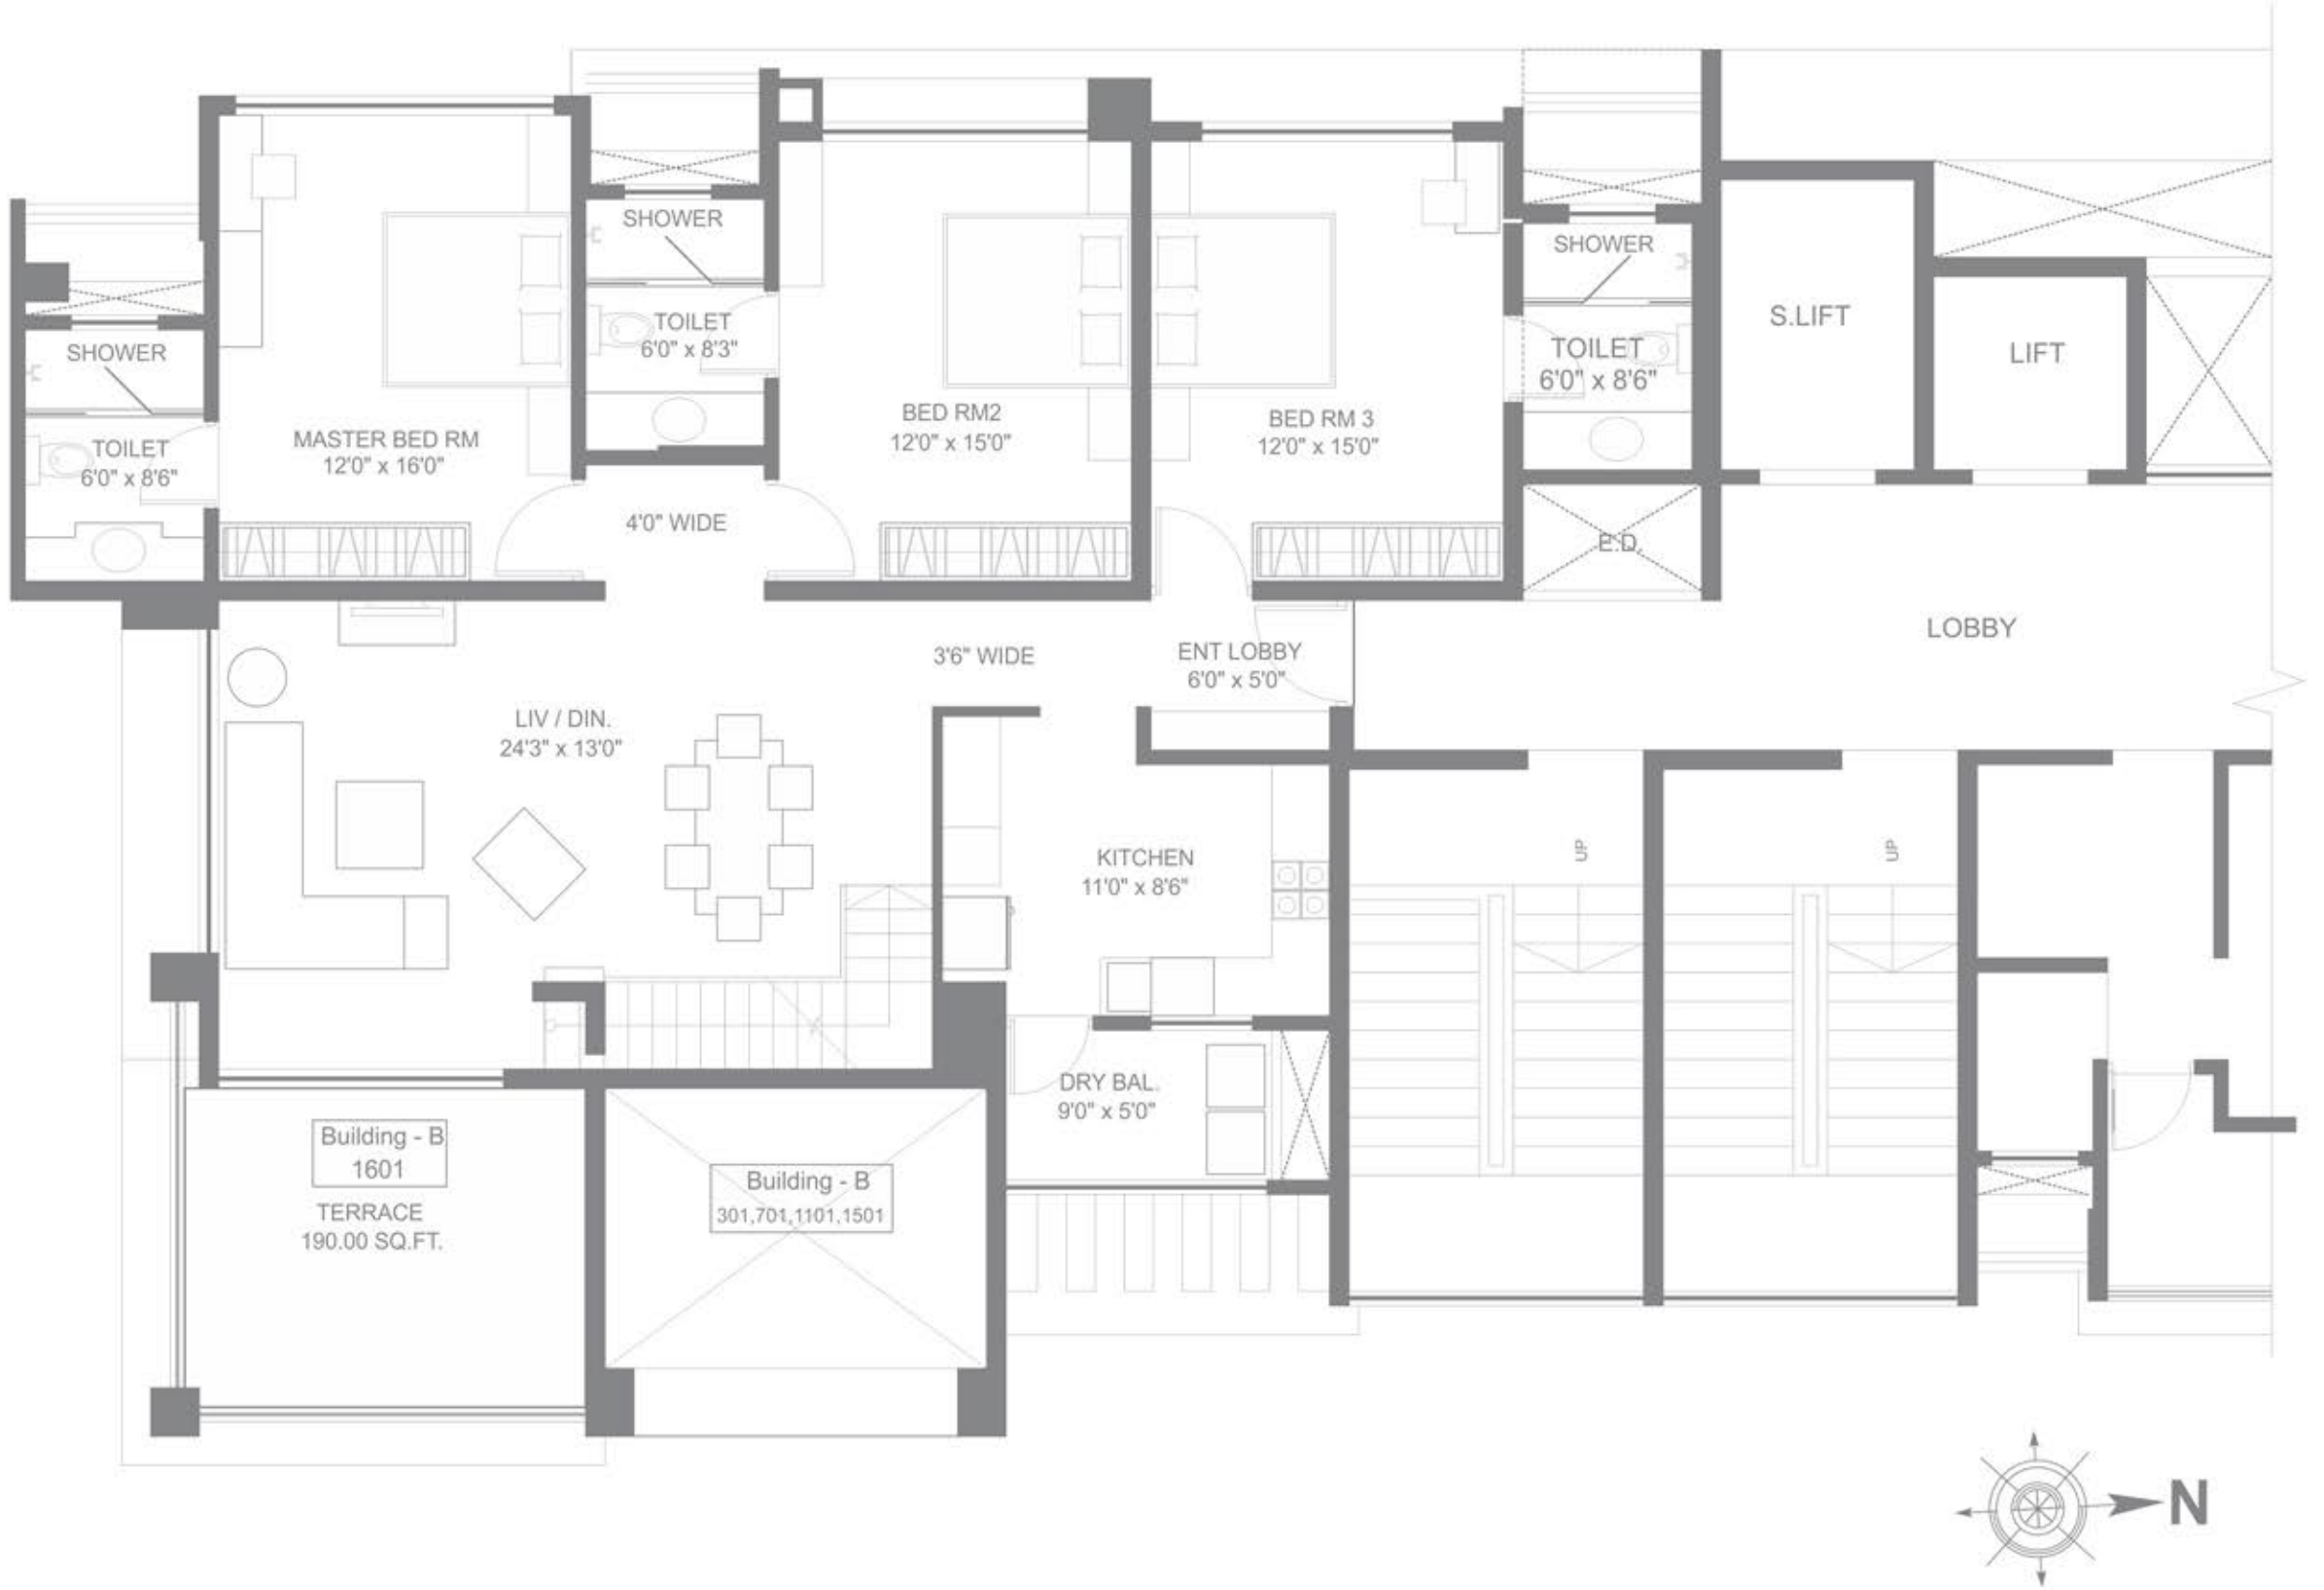 SHOWER
TOILET
6'0" x 8'6"
MASTER BED RM
12'0" x 16'0"
SHOWER
TOILET
6'0" x 8'3"
4'0" WIDE
BED RM2
12'0" x 15'0"
BED RM 3
12'0" x 15'0"
SHOWER
TOILET
6'0" x 8'6"
S.LIFT
LIFT
E.D.
LOBBY
3'6" WIDE
ENT LOBBY
6'0" x 5'0"
LIV / DIN.
24'3" x 13'0"
KITCHEN
11'0" x 8'6"
UP
UP
DRY BAL.
9'0" x 5'0"
Building - B
1601
TERRACE
190.00 SQ.FT.
Building - B
301,701,1101,1501
N